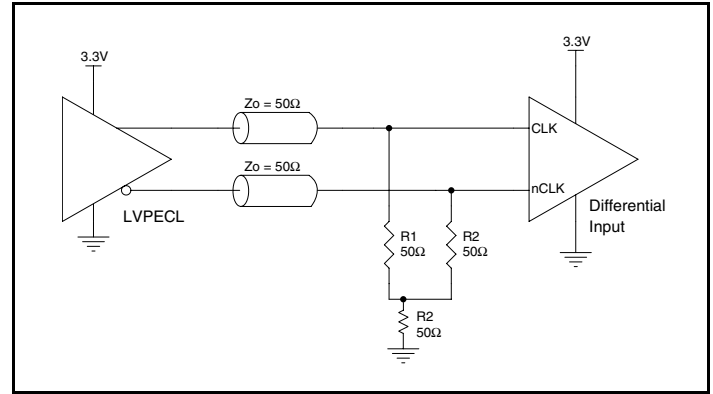 3.3V
3.3V
Zo = 50Ω
CLK
Zo = 50Ω
nCLK
LVPECL
Differential
Input
R1
50Ω
R2
50Ω
R2
50Ω